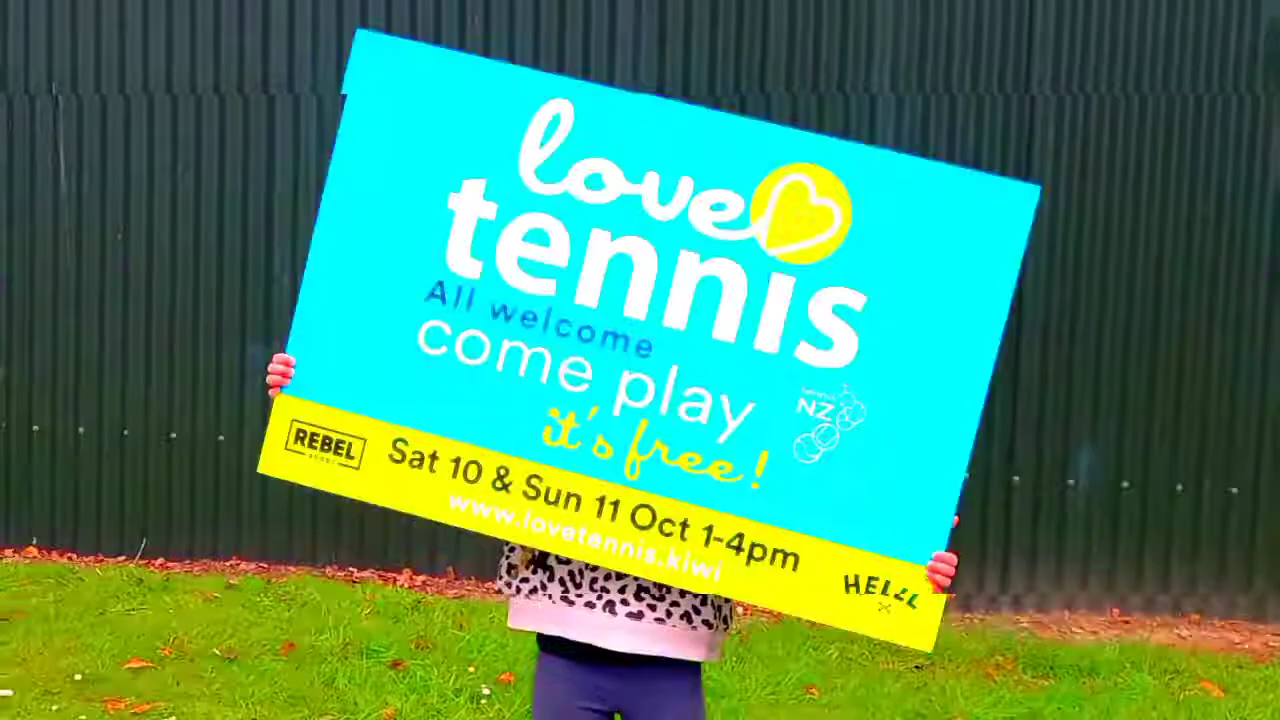 love
tennis
All welcome
come play
it's free!
NZ
REBEL
Sat 10 & Sun 11 Oct 1-4pm
www.lovetennis.kiwi
HELL